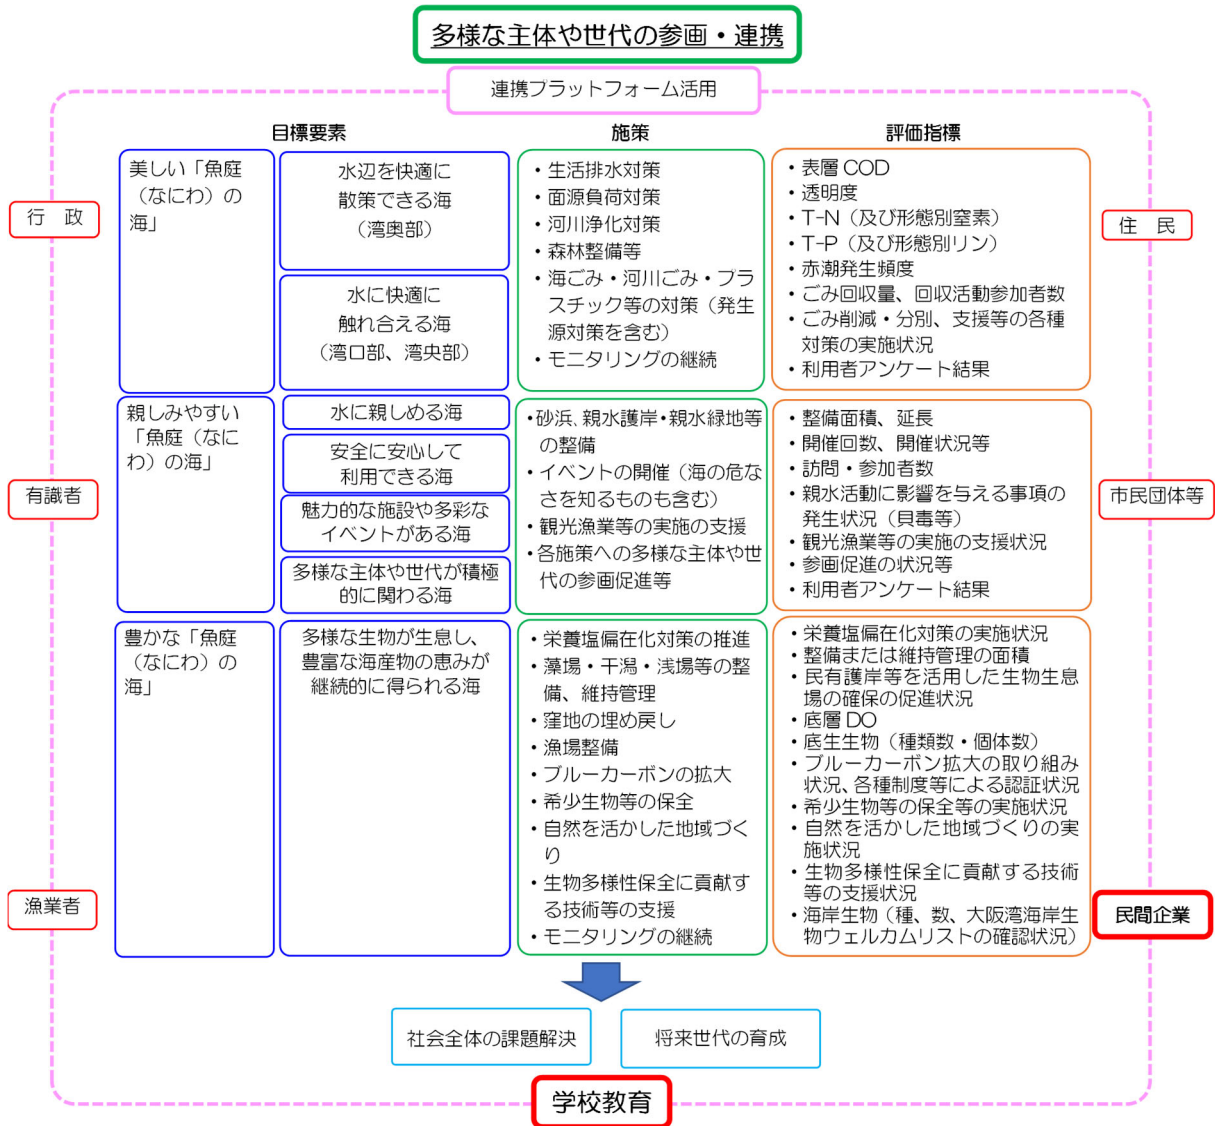 多様な主体や世代の参画・連携
連携プラットフォーム活用
目標要素
施策
評価指標
行　政
有識者
漁業者
美しい「魚庭
（なにわ）の
海」
水辺を快適に
散策できる海
（湾奥部）
水に快適に
触れ合える海
（湾口部、湾央部）
・生活排水対策
・面源負荷対策
・河川浄化対策
・森林整備等
・海ごみ・河川ごみ・プラ
スチック等の対策（発生
源対策を含む）
・モニタリングの継続
・表層 COD
・透明度
・T-N（及び形態別窒素）
・T-P（及び形態別リン）
・赤潮発生頻度
・ごみ回収量、回収活動参加者数
・ごみ削減・分別、支援等の各種
対策の実施状況
・利用者アンケート結果
親しみやすい
「魚庭（なに
わ）の海」
水に親しめる海
安全に安心して
利用できる海
魅力的な施設や多彩な
イベントがある海
多様な主体や世代が積極
的に関わる海
・砂浜、親水護岸・親水緑地等
の整備
・イベントの開催（海の危な
さを知るものも含む）
・観光漁業等の実施の支援
・各施策への多様な主体や世
代の参画促進等
・整備面積、延長
・開催回数、開催状況等
・訪問・参加者数
・親水活動に影響を与える事項の
発生状況（貝毒等）
・観光漁業等の実施の支援状況
・参画促進の状況等
・利用者アンケート結果
豊かな「魚庭
（なにわ）の
海」
多様な生物が生息し、
豊富な海産物の恵みが
継続的に得られる海
・栄養塩偏在化対策の推進
・藻場・干潟・浅場等の整
備、維持管理
・窪地の埋め戻し
・漁場整備
・ブルーカーボンの拡大
・希少生物等の保全
・自然を活かした地域づく
り
・生物多様性保全に貢献す
る技術等の支援
・モニタリングの継続
・栄養塩偏在化対策の実施状況
・整備または維持管理の面積
・民有護岸等を活用した生物生息
場の確保の促進状況
・底層 DO
・底生生物（種類数・個体数）
・ブルーカーボン拡大の取り組み
状況、各種制度等による認証状況
・希少生物等の保全等の実施状況
・自然を活かした地域づくりの実
施状況
・生物多様性保全に貢献する技術
等の支援状況
・海岸生物（種、数、大阪湾海岸生
物ウェルカムリストの確認状況）
住　民
市民団体等
民間企業
社会全体の課題解決
将来世代の育成
学校教育